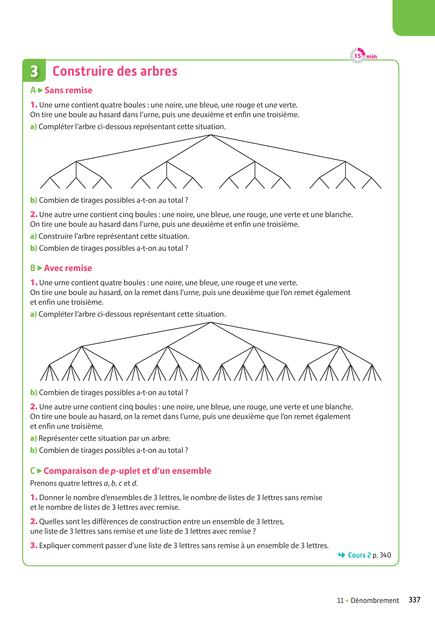 15 min
3 Construire des arbres
A ▶ Sans remise
1. Une urne contient quatre boules : une noire, une bleue, une rouge et une verte.
On tire une boule au hasard dans l'urne, puis une deuxième et enfin une troisième.
a) Compléter l'arbre ci-dessous représentant cette situation.
b) Combien de tirages possibles a-t-on au total ?
2. Une autre urne contient cinq boules : une noire, une bleue, une rouge, une verte et une blanche.
On tire une boule au hasard dans l'urne, puis une deuxième et enfin une troisième.
a) Construire l'arbre représentant cette situation.
b) Combien de tirages possibles a-t-on au total ?
B ▶ Avec remise
1. Une urne contient quatre boules : une noire, une bleue, une rouge et une verte.
On tire une boule au hasard, on la remet dans l'urne, puis une deuxième que l'on remet également
et enfin une troisième.
a) Compléter l'arbre ci-dessous représentant cette situation.
b) Combien de tirages possibles a-t-on au total ?
2. Une autre urne contient cinq boules : une noire, une bleue, une rouge, une verte et une blanche.
On tire une boule au hasard, on la remet dans l'urne, puis une deuxième que l'on remet également
et enfin une troisième.
a) Représenter cette situation par un arbre.
b) Combien de tirages possibles a-t-on au total ?
C ▶ Comparaison de p-uplet et d'un ensemble
Prenons quatre lettres a, b, c et d.
1. Donner le nombre d'ensembles de 3 lettres, le nombre de listes de 3 lettres sans remise
et le nombre de listes de 3 lettres avec remise.
2. Quelles sont les différences de construction entre un ensemble de 3 lettres,
une liste de 3 lettres sans remise et une liste de 3 lettres avec remise ?
3. Expliquer comment passer d'une liste de 3 lettres sans remise à un ensemble de 3 lettres.
➥ Cours 2 p. 340
11 • Dénombrement 337